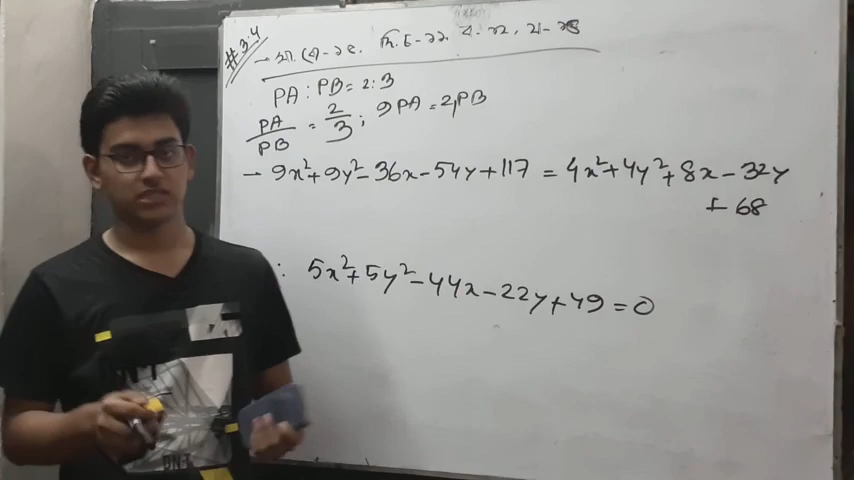 #3.4
PA : PB = 2 : 3
PA/PB = 2/3 ; 9PA = 2PB
→ 9x²+9y²-36x-54y+117 = 4x²+4y²+8x-32y
+ 68
: 5x²+5y²-44x-22y+49=0